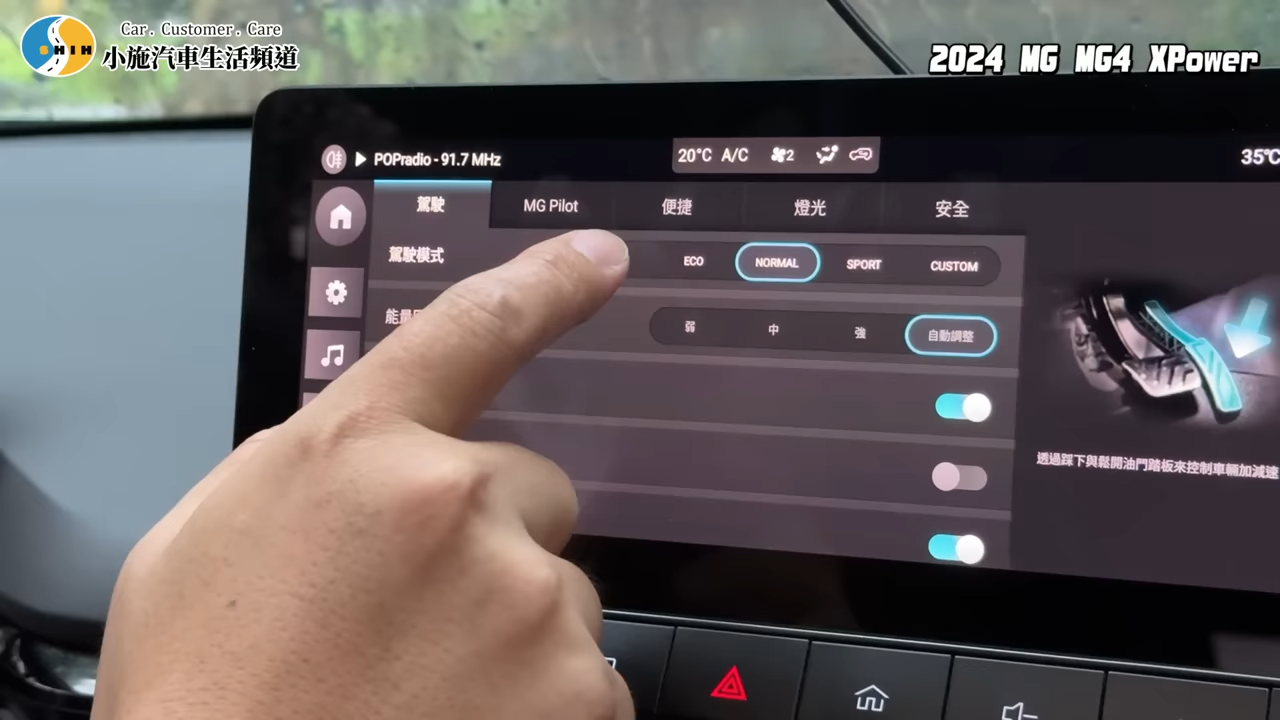 SHIH
Car. Customer. Care
小施汽車生活頻道
2024 MG MG4 XPower
POPradio - 91.7 MHz
20°C A/C 2
35°C
駕駛 MG Pilot 便捷 燈光 安全
駕駛模式 ECO NORMAL SPORT CUSTOM
能量 弱 中 強 自動調整
透過踩下與鬆開油門踏板來控制車輛加減速